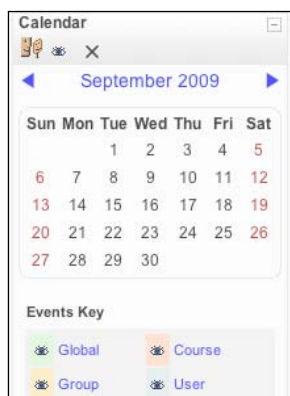 Calendar
September 2009
Sun Mon Tue Wed Thu Fri Sat
1 2 3 4 5
6 7 8 9 10 11 12
13 14 15 16 17 18 19
20 21 22 23 24 25 26
27 28 29 30
Events Key
Global Course
Group User